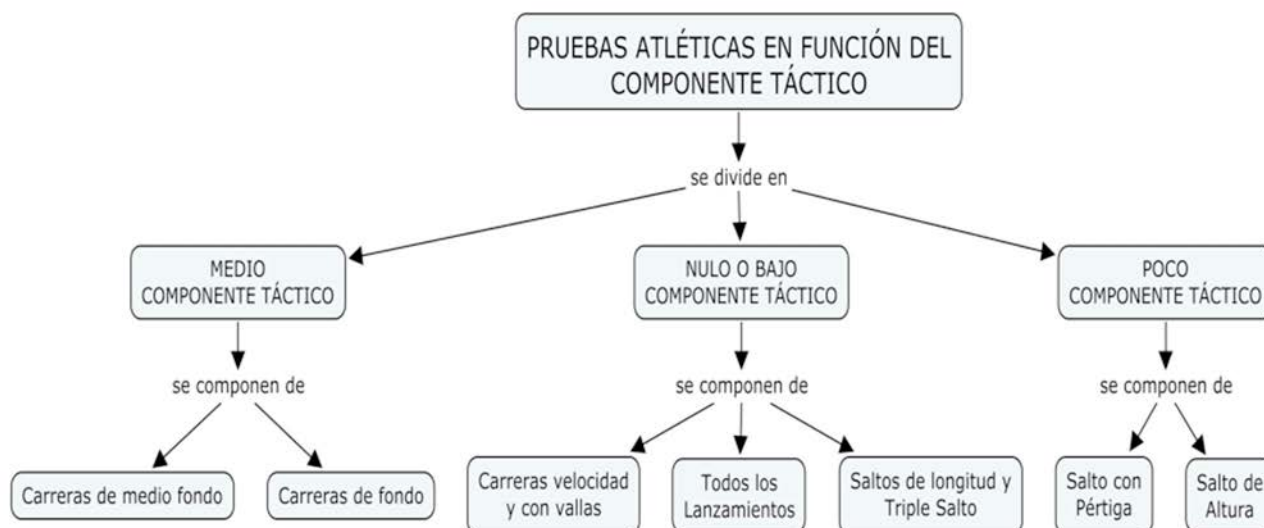 PRUEBAS ATLÉTICAS EN FUNCIÓN DEL
COMPONENTE TÁCTICO
se divide en
MEDIO
COMPONENTE TÁCTICO
NULO O BAJO
COMPONENTE TÁCTICO
POCO
COMPONENTE TÁCTICO
se componen de
se componen de
se componen de
Carreras de medio fondo
Carreras de fondo
Carreras velocidad
y con vallas
Todos los
Lanzamientos
Saltos de longitud y
Triple Salto
Salto con
Pértiga
Salto de
Altura